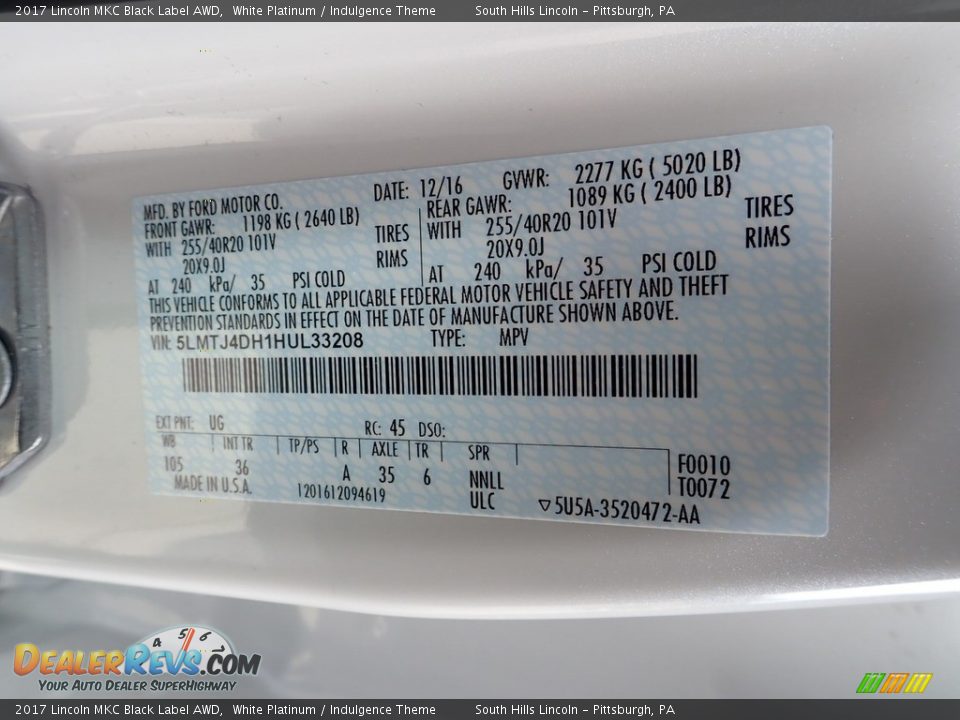 2017 Lincoln MKC Black Label AWD, White Platinum / Indulgence Theme South Hills Lincoln - Pittsburgh, PA
MFD. BY FORD MOTOR CO. DATE: 12/16 GVWR: 2277 KG ( 5020 LB)
FRONT GAWR: 1198 KG ( 2640 LB) REAR GAWR: 1089 KG ( 2400 LB)
WITH 255/40R20 101V TIRES WITH 255/40R20 101V TIRES
20X9.0J RIMS 20X9.0J RIMS
AT 240 kPa/ 35 PSI COLD AT 240 kPa/ 35 PSI COLD
THIS VEHICLE CONFORMS TO ALL APPLICABLE FEDERAL MOTOR VEHICLE SAFETY AND THEFT
PREVENTION STANDARDS IN EFFECT ON THE DATE OF MANUFACTURE SHOWN ABOVE.
VIN: 5LMTJ4DH1HUL33208 TYPE: MPV
EXT PNT: UG RC: 45 DSO:
WB INT TR TP/PS R AXLE TR SPR
105 36 A 35 6 NNLL F0010
MADE IN U.S.A. 1201612094619 ULC T0072
▽5U5A-3520472-AA
4 5 6
DEALERREVS.COM
YOUR AUTO DEALER SUPERHIGHWAY
2017 Lincoln MKC Black Label AWD, White Platinum / Indulgence Theme South Hills Lincoln - Pittsburgh, PA